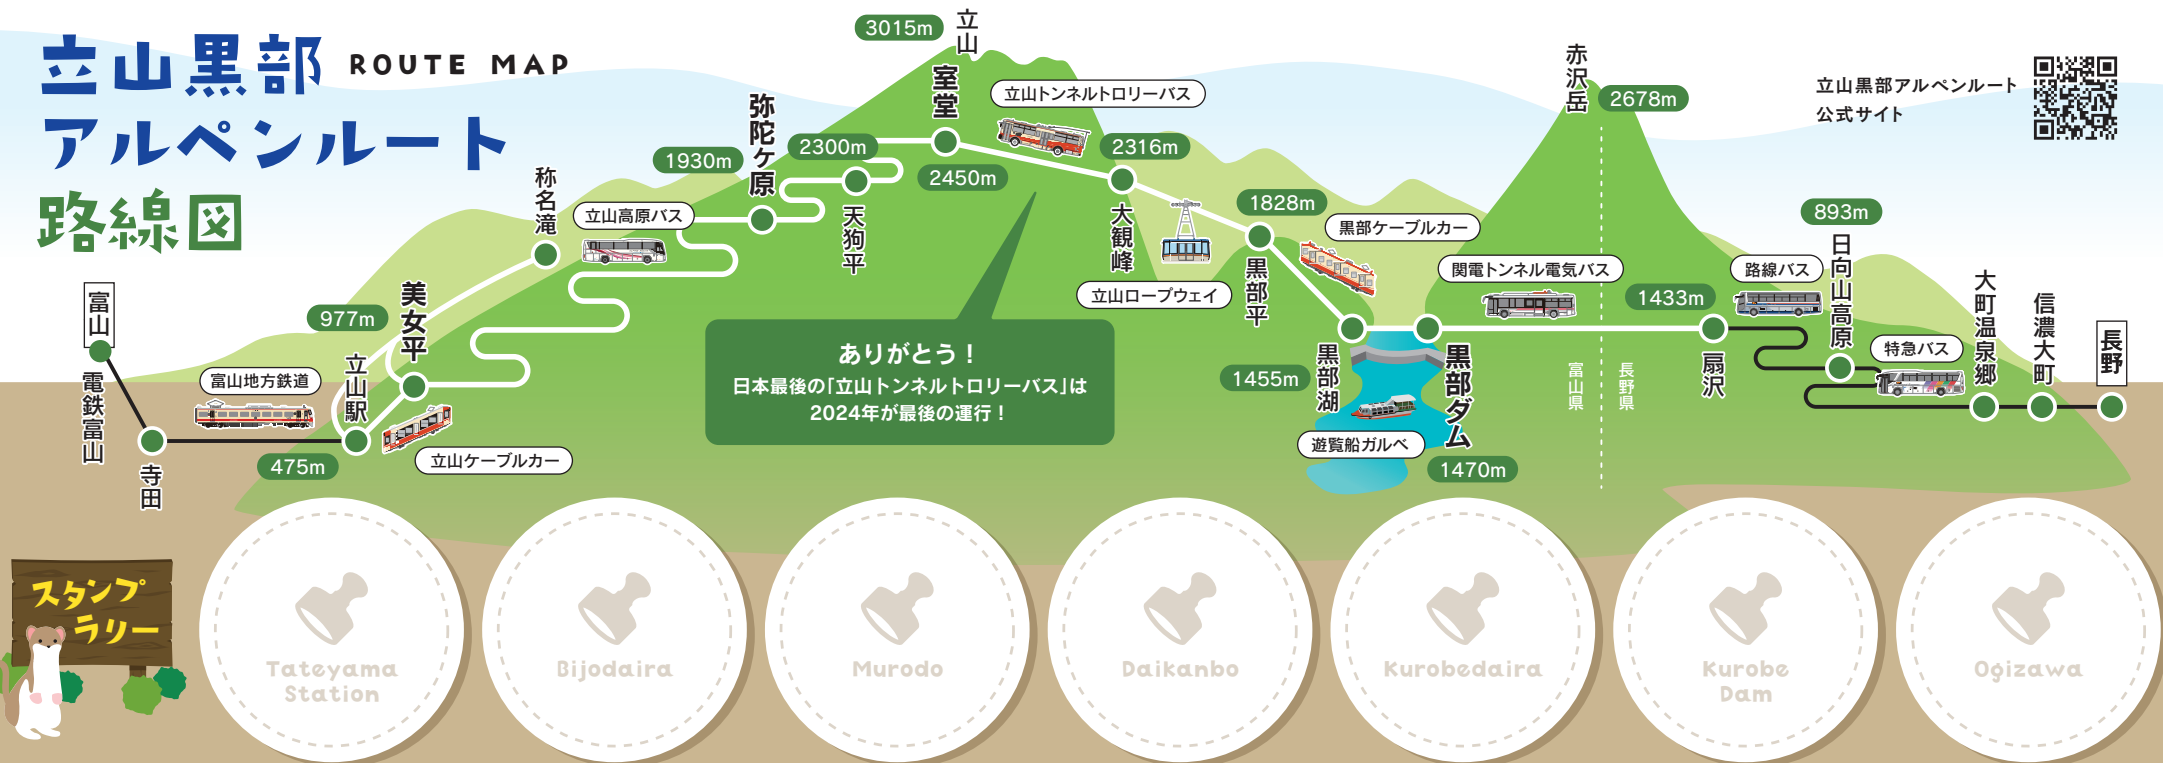 立山黒部 ROUTE MAP
アルペンルート
路線図
立山黒部アルペンルート
公式サイト
富山
電鉄富山
寺田
富山地方鉄道
475m
立山駅
立山ケーブルカー
977m
美女平
称名滝
立山高原バス
1930m
弥陀ヶ原
2300m
天狗平
3015m
立山
室堂
2450m
立山トンネルトロリーバス
2316m
大観峰
立山ロープウェイ
1828m
黒部平
黒部ケーブルカー
1455m
黒部湖
遊覧船ガルベ
黒部ダム
1470m
関電トンネル電気バス
赤沢岳
2678m
富山県
長野県
1433m
扇沢
路線バス
893m
日向山高原
特急バス
大町温泉郷
信濃大町
長野
ありがとう！
日本最後の「立山トンネルトロリーバス」は
2024年が最後の運行！
スタンプ
ラリー
Tateyama
Station
Bijodaira
Murodo
Daikanbo
Kurobedaira
Kurobe
Dam
Ogizawa